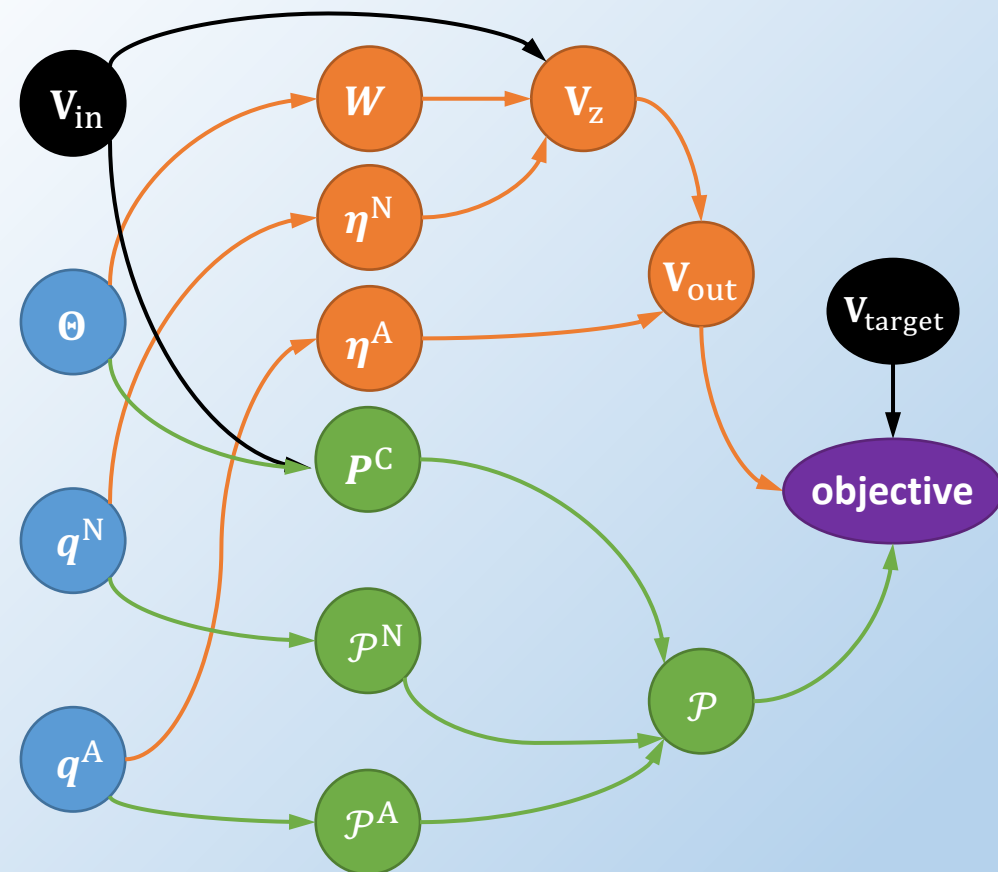 V_in
W
V_z
η^N
V_out
Θ
η^A
V_target
P^C
objective
q^N
𝒫^N
𝒫
q^A
𝒫^A